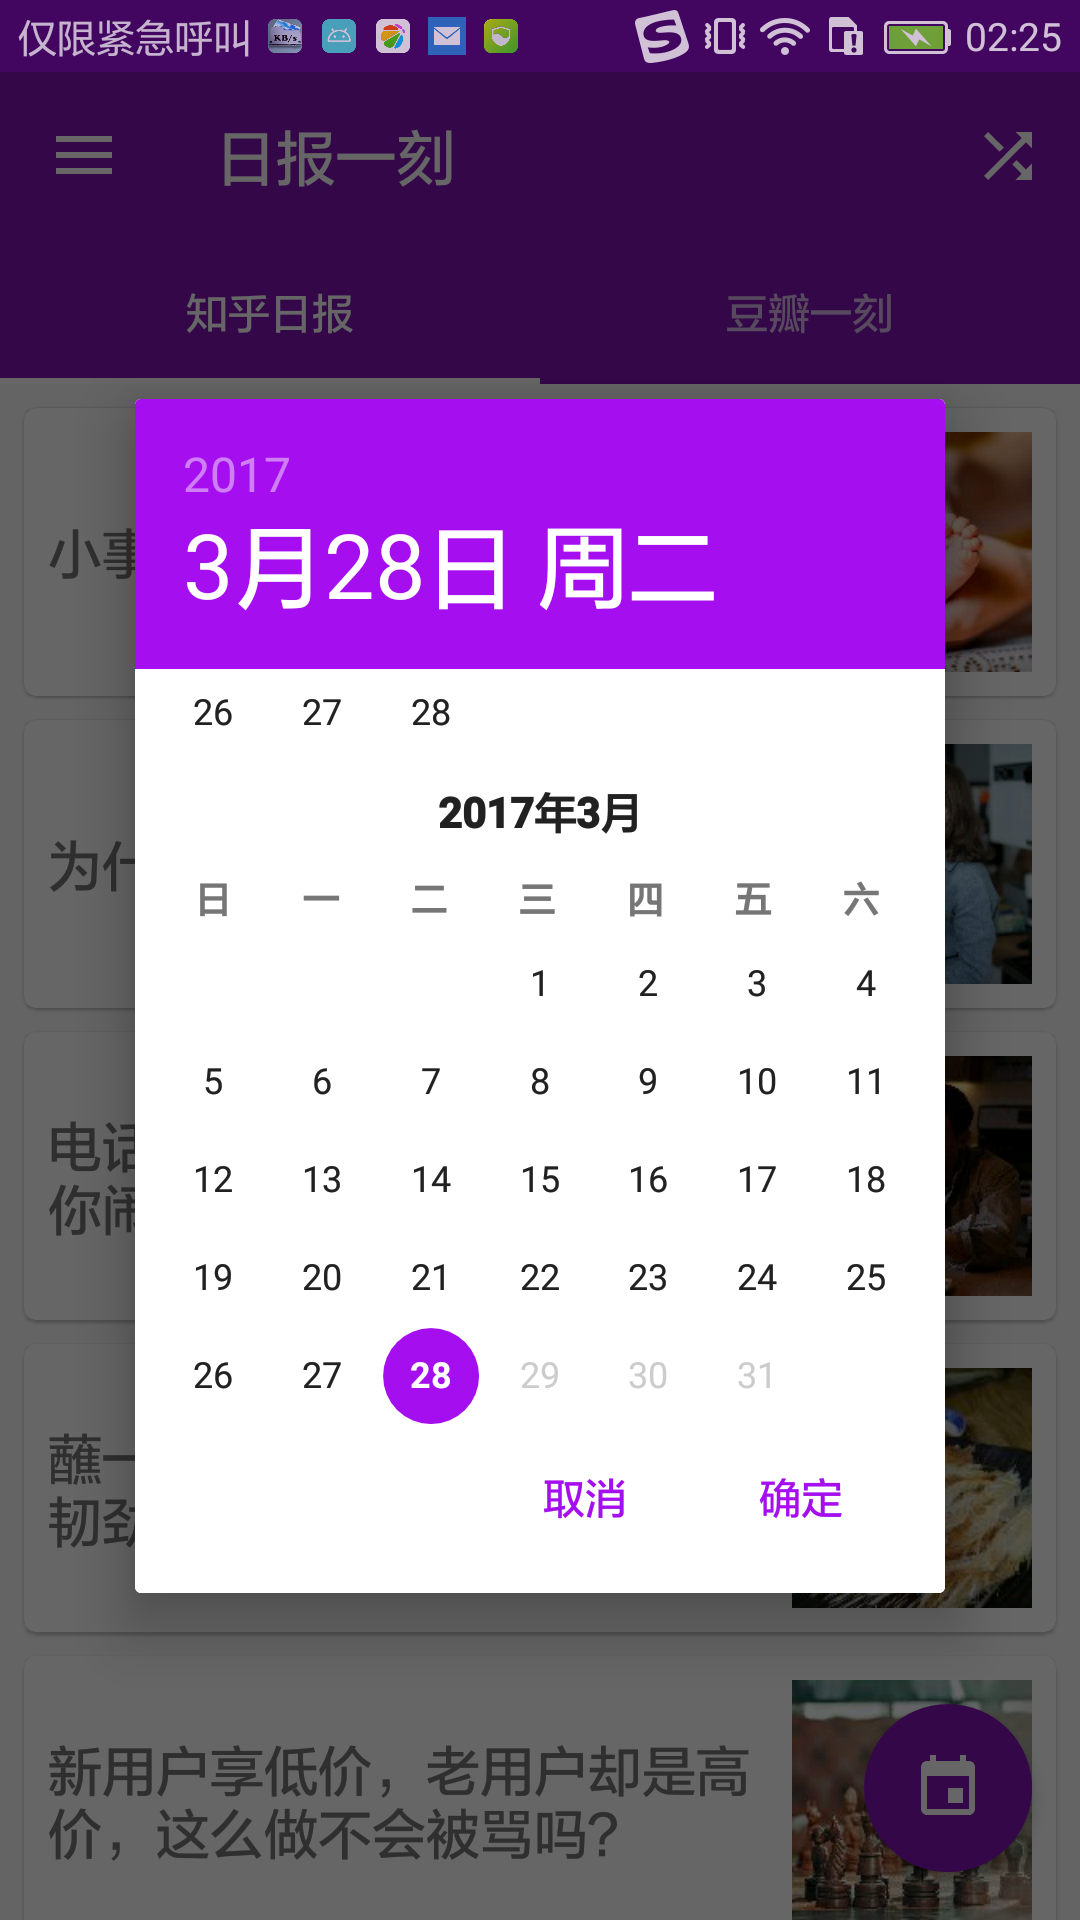 仅限紧急呼叫 KB/s 02:25
日报一刻
知乎日报 豆瓣一刻
小事
2017
3月28日 周二
26 27 28
2017年3月
日 一 二 三 四 五 六
1 2 3 4
5 6 7 8 9 10 11
12 13 14 15 16 17 18
19 20 21 22 23 24 25
26 27 28 29 30 31
取消 确定
为什
电话
你闹
蘸一
韧劲
新用户享低价，老用户却是高
价，这么做不会被骂吗？